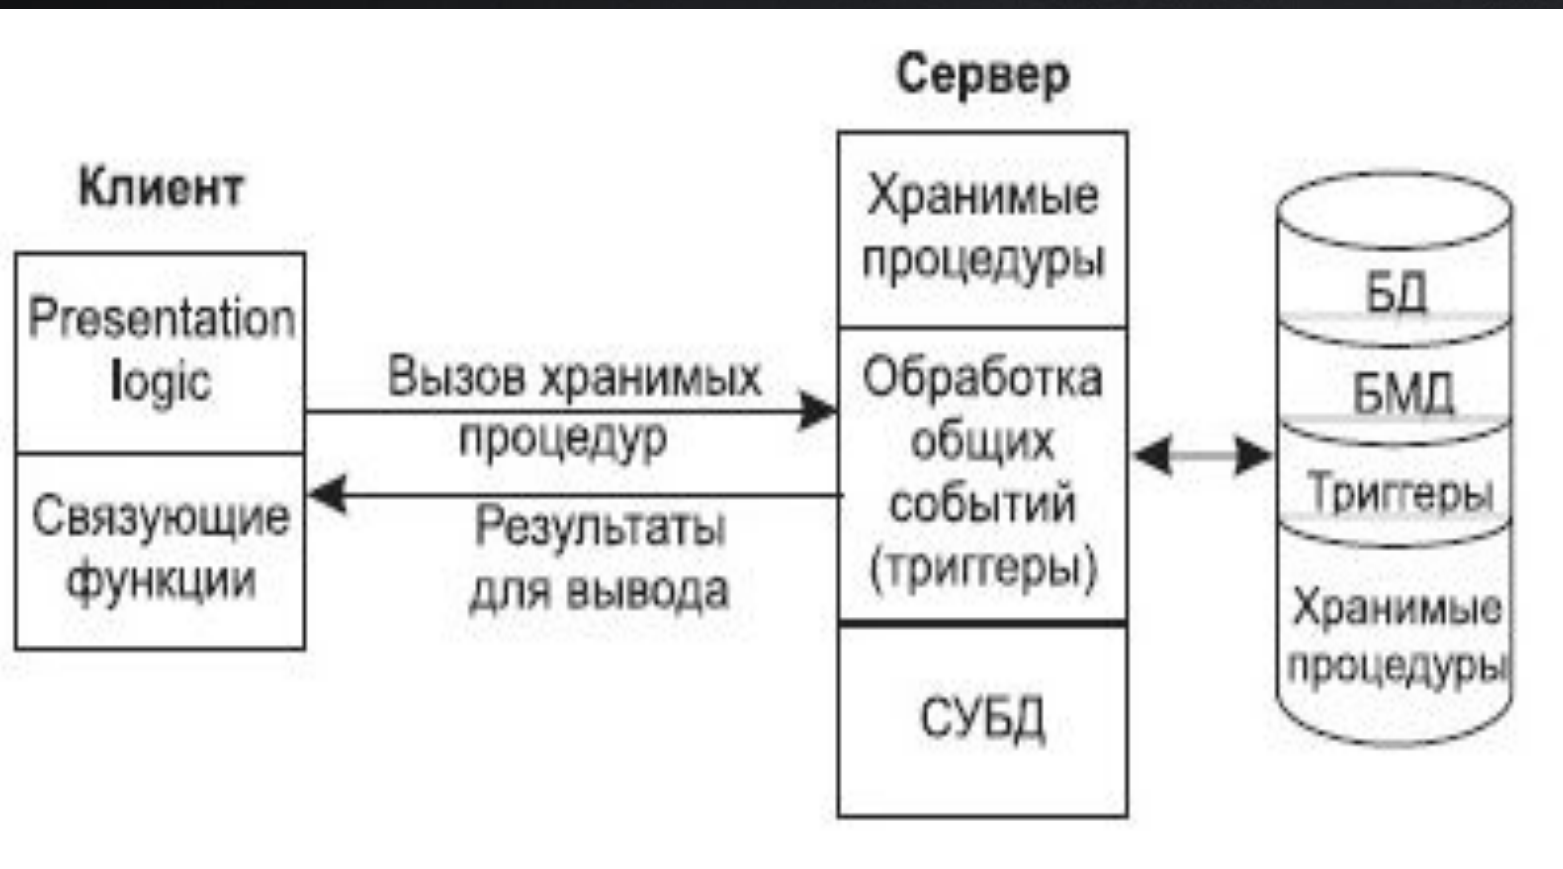 Клиент
Presentation
logic
Связующие
функции
Вызов хранимых
процедур
Результаты
для вывода
Сервер
Хранимые
процедуры
Обработка
общих
событий
(триггеры)
СУБД
БД
БМД
Триггеры
Хранимые
процедуры